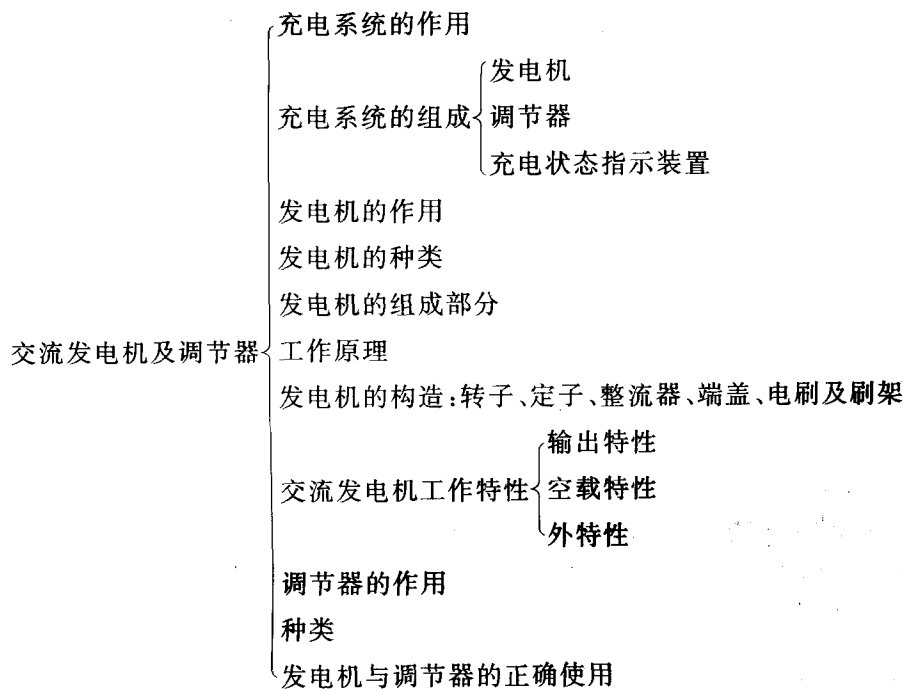 充电系统的作用
发电机
充电系统的组成
调节器
充电状态指示装置
发电机的作用
发电机的种类
发电机的组成部分
交流发电机及调节器
工作原理
发电机的构造:转子、定子、整流器、端盖、电刷及刷架
输出特性
交流发电机工作特性
空载特性
外特性
调节器的作用
种类
发电机与调节器的正确使用